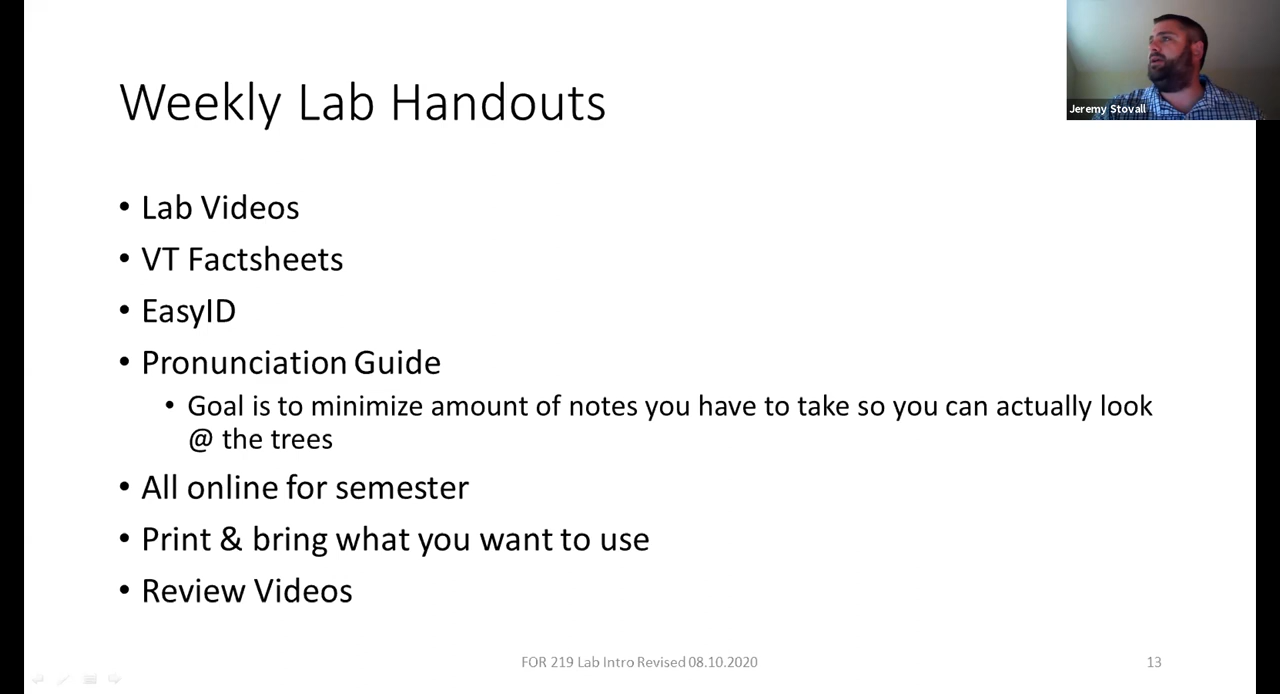 Weekly Lab Handouts
Jeremy Stovall
• Lab Videos
• VT Factsheets
• EasyID
• Pronunciation Guide
• Goal is to minimize amount of notes you have to take so you can actually look
@ the trees
• All online for semester
• Print & bring what you want to use
• Review Videos
FOR 219 Lab Intro Revised 08.10.2020
13